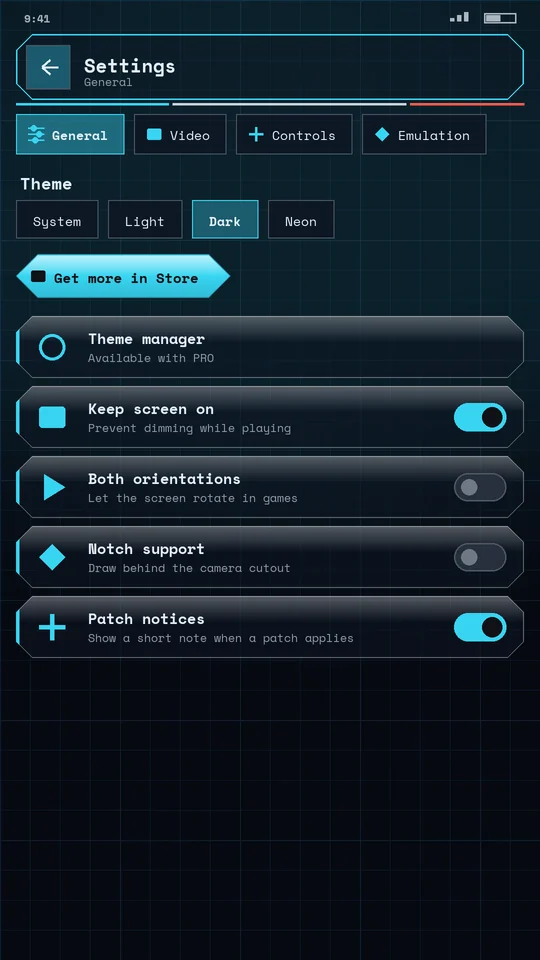 9:41
Settings
General
General
Video
Controls
Emulation
Theme
System
Light
Dark
Neon
Get more in Store
Theme manager
Available with PRO
Keep screen on
Prevent dimming while playing
Both orientations
Let the screen rotate in games
Notch support
Draw behind the camera cutout
Patch notices
Show a short note when a patch applies